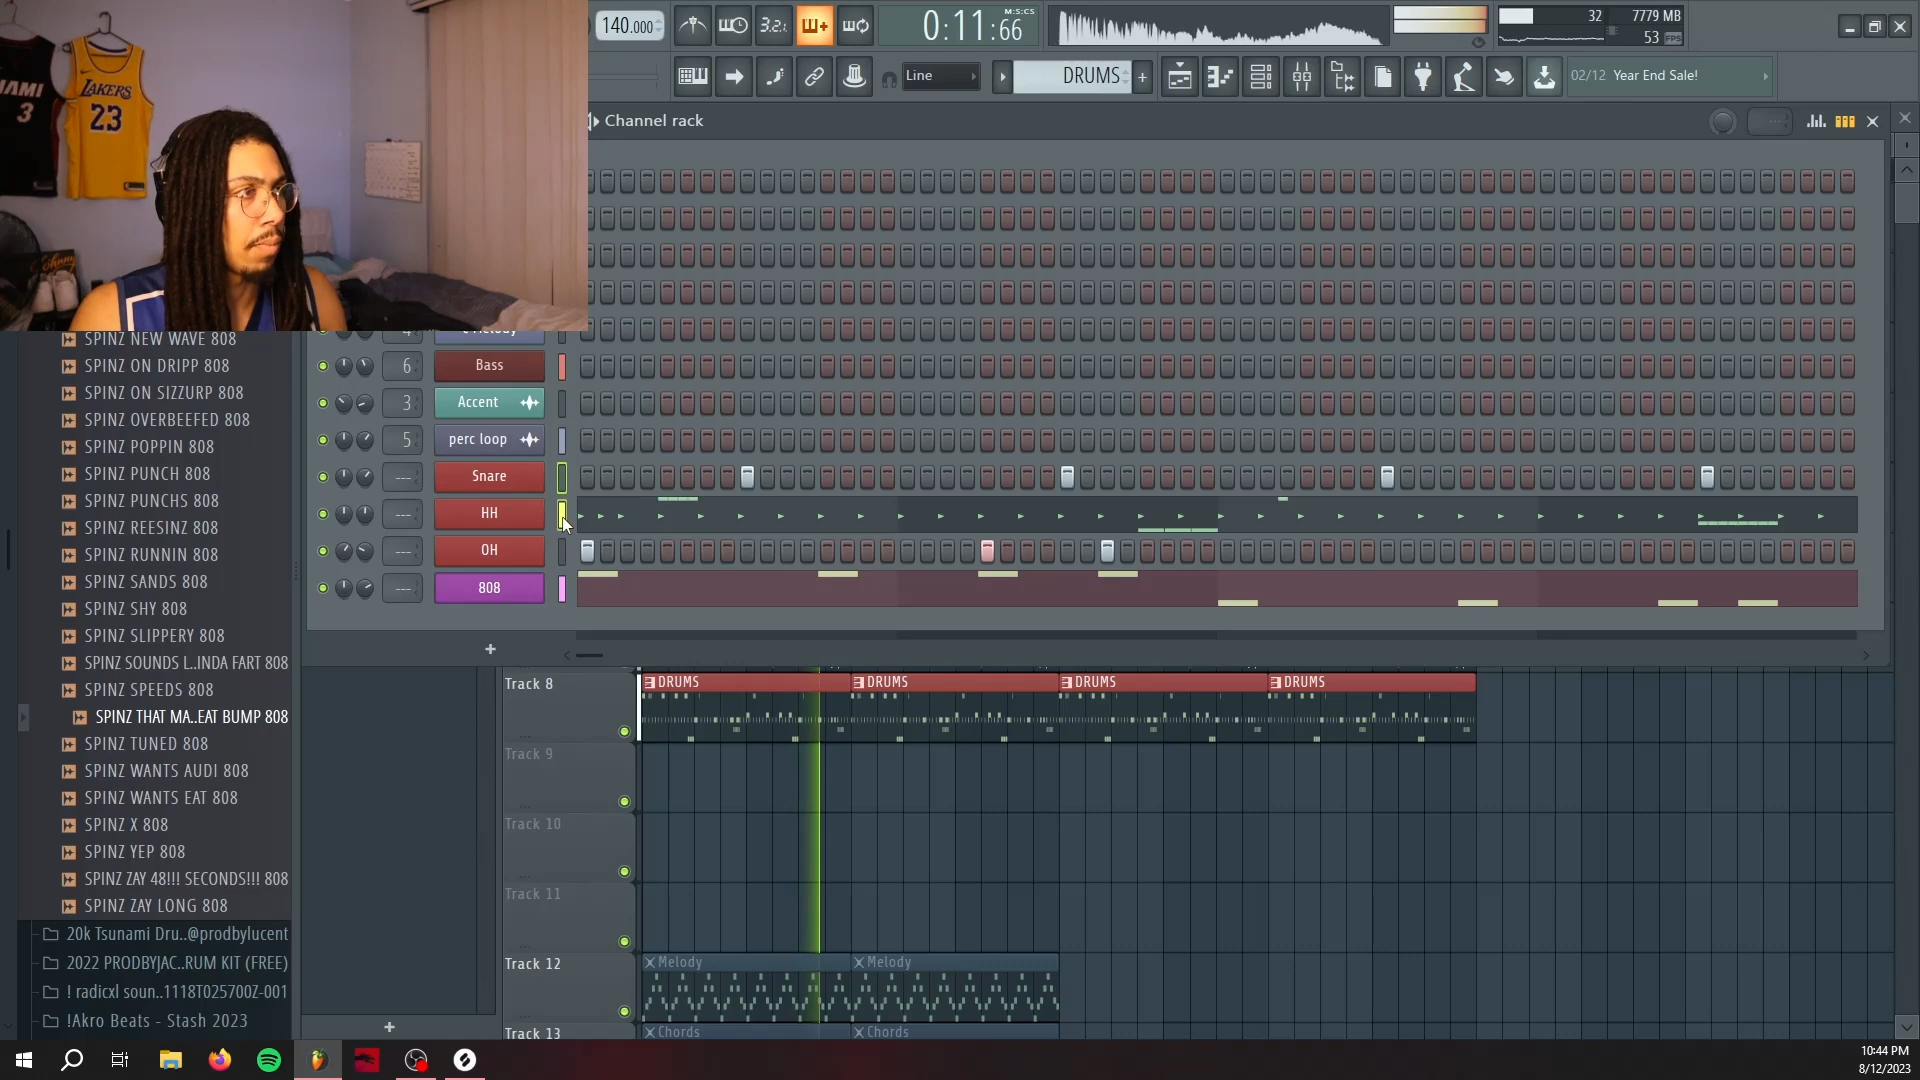 140.000
3.2.1
0:11:66
M:S:CS
32
7779 MB
53
FPS
Line
DRUMS
02/12 Year End Sale!
IAMI
3
LAKERS
23
Channel rack
6
Bass
3
Accent
5
perc loop
---
Snare
---
HH
---
OH
---
808
SPINZ NEW WAVE 808
SPINZ ON DRIPP 808
SPINZ ON SIZZURP 808
SPINZ OVERBEEFED 808
SPINZ POPPIN 808
SPINZ PUNCH 808
SPINZ PUNCHS 808
SPINZ REESINZ 808
SPINZ RUNNIN 808
SPINZ SANDS 808
SPINZ SHY 808
SPINZ SLIPPERY 808
SPINZ SOUNDS L..INDA FART 808
SPINZ SPEEDS 808
SPINZ THAT MA..EAT BUMP 808
SPINZ TUNED 808
SPINZ WANTS AUDI 808
SPINZ WANTS EAT 808
SPINZ X 808
SPINZ YEP 808
SPINZ ZAY 48!!! SECONDS!!! 808
SPINZ ZAY LONG 808
20k Tsunami Dru..@prodbylucent
2022 PRODBYJAC..RUM KIT (FREE)
! radicxl soun..1118T025700Z-001
!Akro Beats - Stash 2023
Track 8
DRUMS
DRUMS
DRUMS
DRUMS
Track 9
Track 10
Track 11
Track 12
Melody
Melody
Track 13
Chords
Chords
10:44 PM
8/12/2023